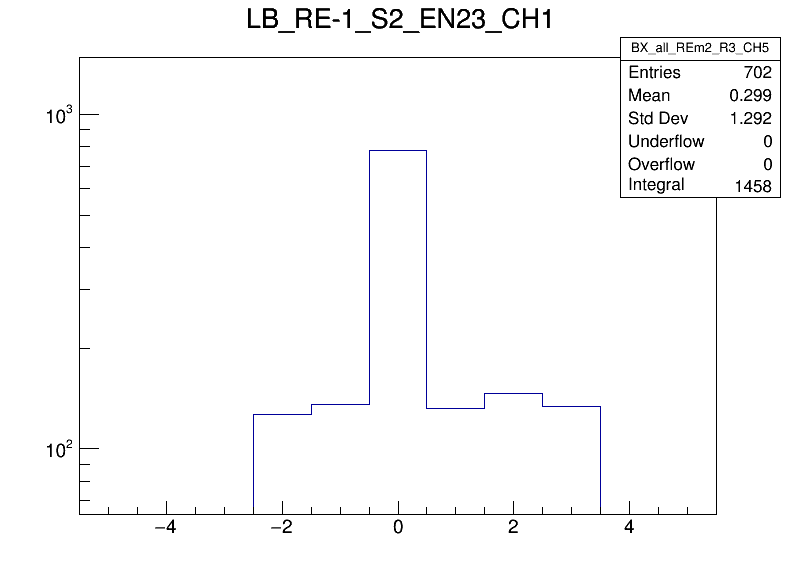 LB_RE-1_S2_EN23_CH1
BX_all_REm2_R3_CH5
Entries 702
Mean 0.299
Std Dev 1.292
Underflow 0
Overflow 0
Integral 1458
10³
10²
−4 −2 0 2 4